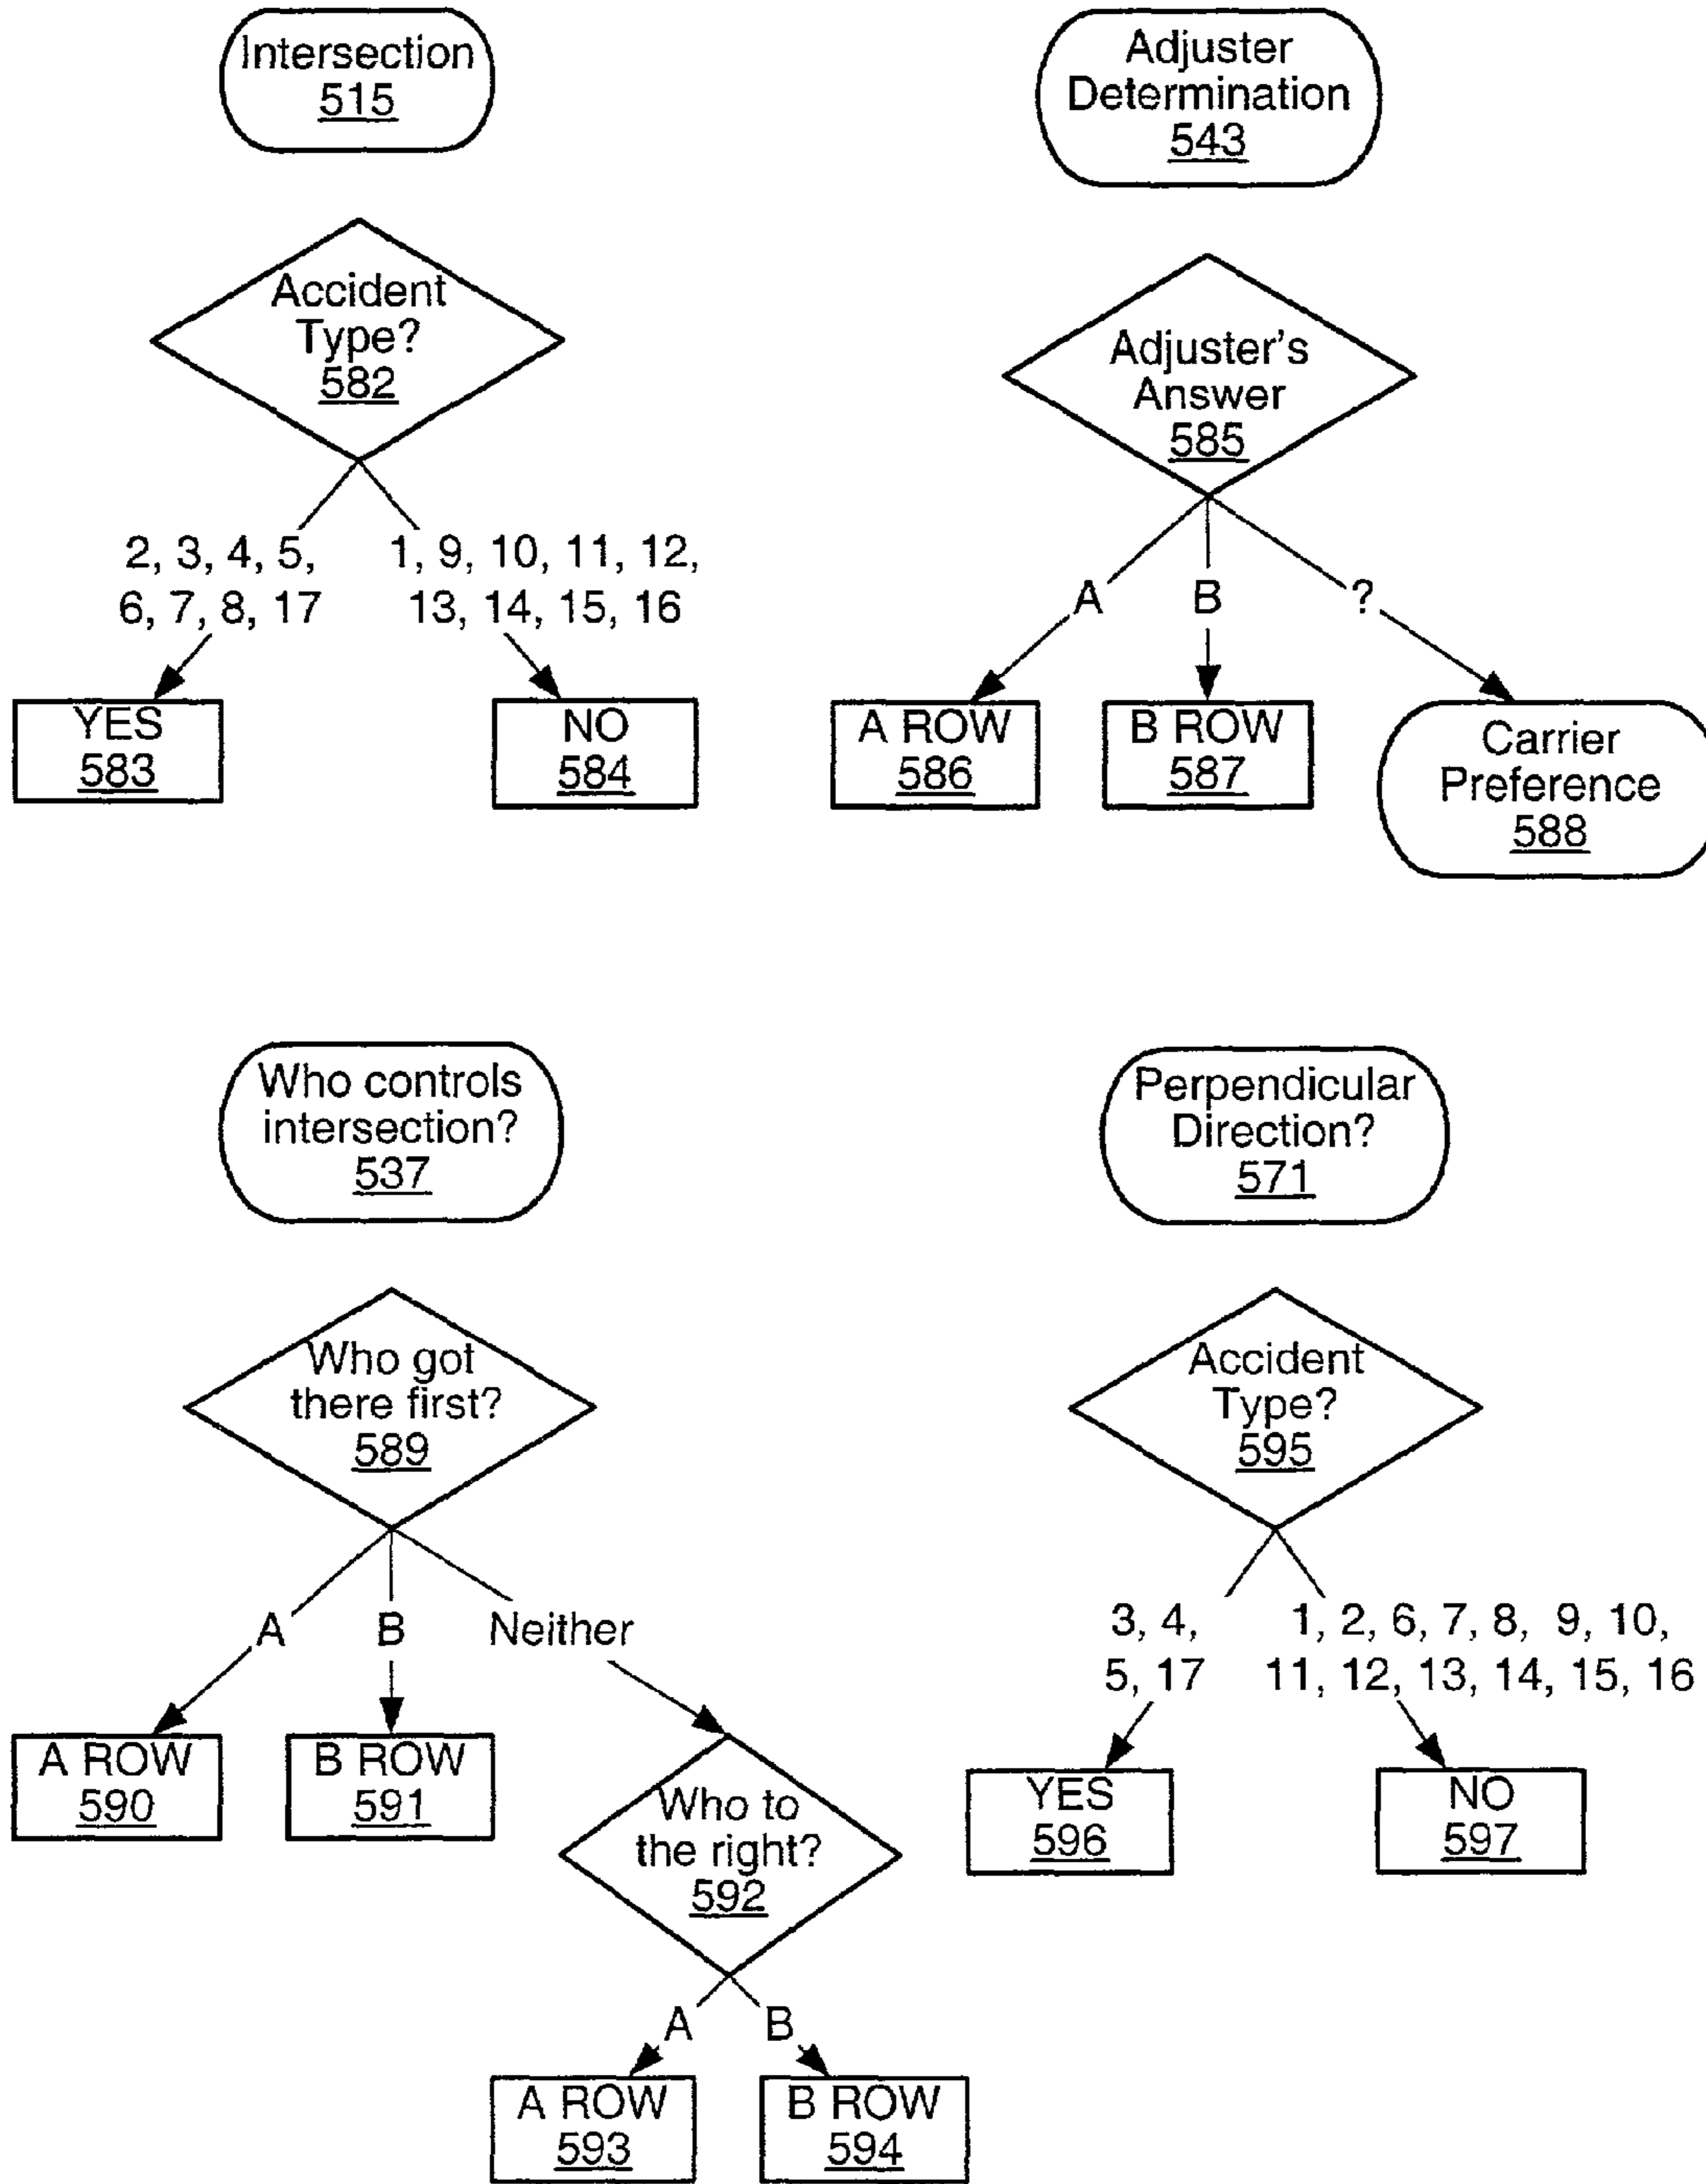 Intersection
515
Accident
Type?
582
2, 3, 4, 5,
6, 7, 8, 17
1, 9, 10, 11, 12,
13, 14, 15, 16
YES
583
NO
584
Adjuster
Determination
543
Adjuster's
Answer
585
A
B
?
A ROW
586
B ROW
587
Carrier
Preference
588
Who controls
intersection?
537
Who got
there first?
589
A
B
Neither
A ROW
590
B ROW
591
Who to
the right?
592
A
B
A ROW
593
B ROW
594
Perpendicular
Direction?
571
Accident
Type?
595
3, 4,
5, 17
1, 2, 6, 7, 8, 9, 10,
11, 12, 13, 14, 15, 16
YES
596
NO
597